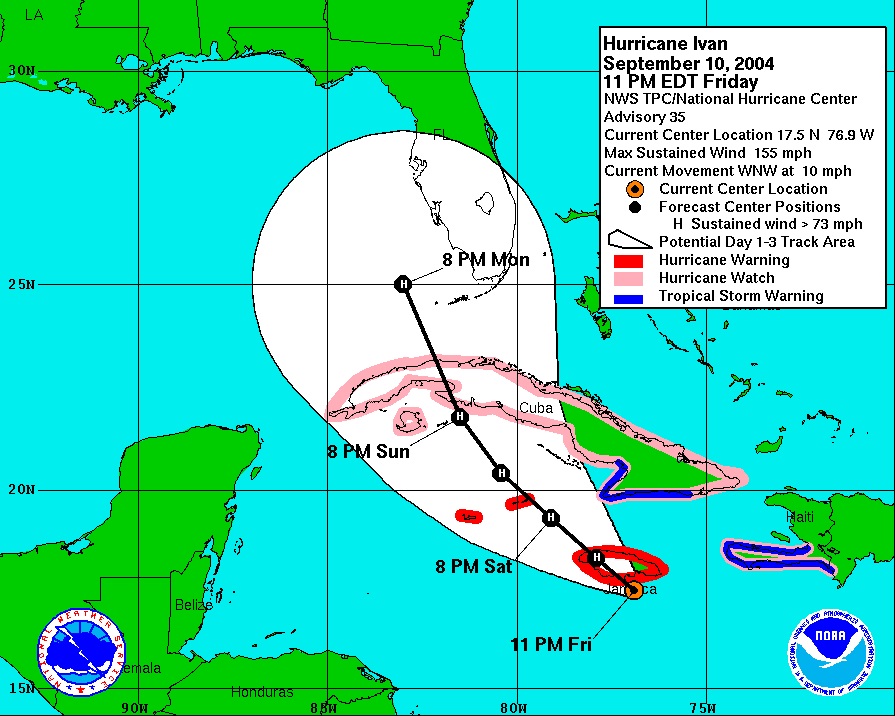 LA
30N
FL
Hurricane Ivan
September 10, 2004
11 PM EDT Friday
NWS TPC/National Hurricane Center
Advisory 35
Current Center Location 17.5 N 76.9 W
Max Sustained Wind 155 mph
Current Movement WNW at 10 mph
Current Center Location
Forecast Center Positions
H Sustained wind > 73 mph
Potential Day 1-3 Track Area
Hurricane Warning
Hurricane Watch
Tropical Storm Warning
8 PM Mon
H
25N
Cuba
H
8 PM Sun
H
20N
H
Haiti
8 PM Sat
H
Jamaica
Belize
11 PM Fri
NATIONAL WEATHER SERVICE
NOAA
NATIONAL OCEANIC AND ATMOSPHERIC ADMINISTRATION
U.S. DEPARTMENT OF COMMERCE
emala
Honduras
15N
90W
85W
80W
75W